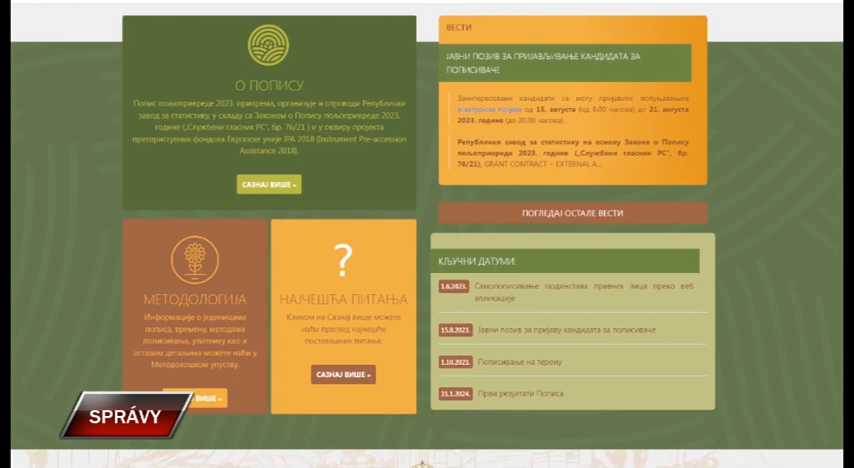 О ПОПИСУ
Попис пољопривреде 2023. припрема, организује и спроводи Републички
завод за статистику, у складу са Законом о Попису пољопривреде 2023.
године („Службени гласник РС", бр. 76/21 ) и у оквиру пројекта
претприступних фондова Европске уније IPA 2018 (Instrument Pre-accession
Assistance 2018).
САЗНАЈ ВИШЕ »
ВЕСТИ
ЈАВНИ ПОЗИВ ЗА ПРИЈАВЉИВАЊЕ КАНДИДАТА ЗА
ПОПИСИВАЧЕ
Заинтересовани кандидати се могу пријавити попуњавањем
електронске пријаве од 15. августа (од 8.00 часова) до 21. августа
2023. године (до 20.00 часова).
Републички завод за статистику на основу Закона о Попису
пољопривреде 2023. године („Службени гласник РС", бр.
76/21), GRANT CONTRACT – EXTERNAL A...
ПОГЛЕДАЈ ОСТАЛЕ ВЕСТИ
МЕТОДОЛОГИЈА
Информације о јединицама
пописа, времену, методама
пописивања, упитнику као и
осталим детаљима можете наћи у
Методолошком упуству.
ВИШЕ »
?
НАЈЧЕШЋА ПИТАЊА
Кликом на Сазнај више можете
наћи преглед најчешће
постављаних питања.
САЗНАЈ ВИШЕ »
КЉУЧНИ ДАТУМИ:
1.6.2023. Самопописивање газдинстава правних лица преко веб
апликације
15.8.2023. Јавни позив за пријаву кандидата за пописиваче
1.10.2023. Пописивање на терену
31.1.2024. Први резултати Пописа
SPRÁVY